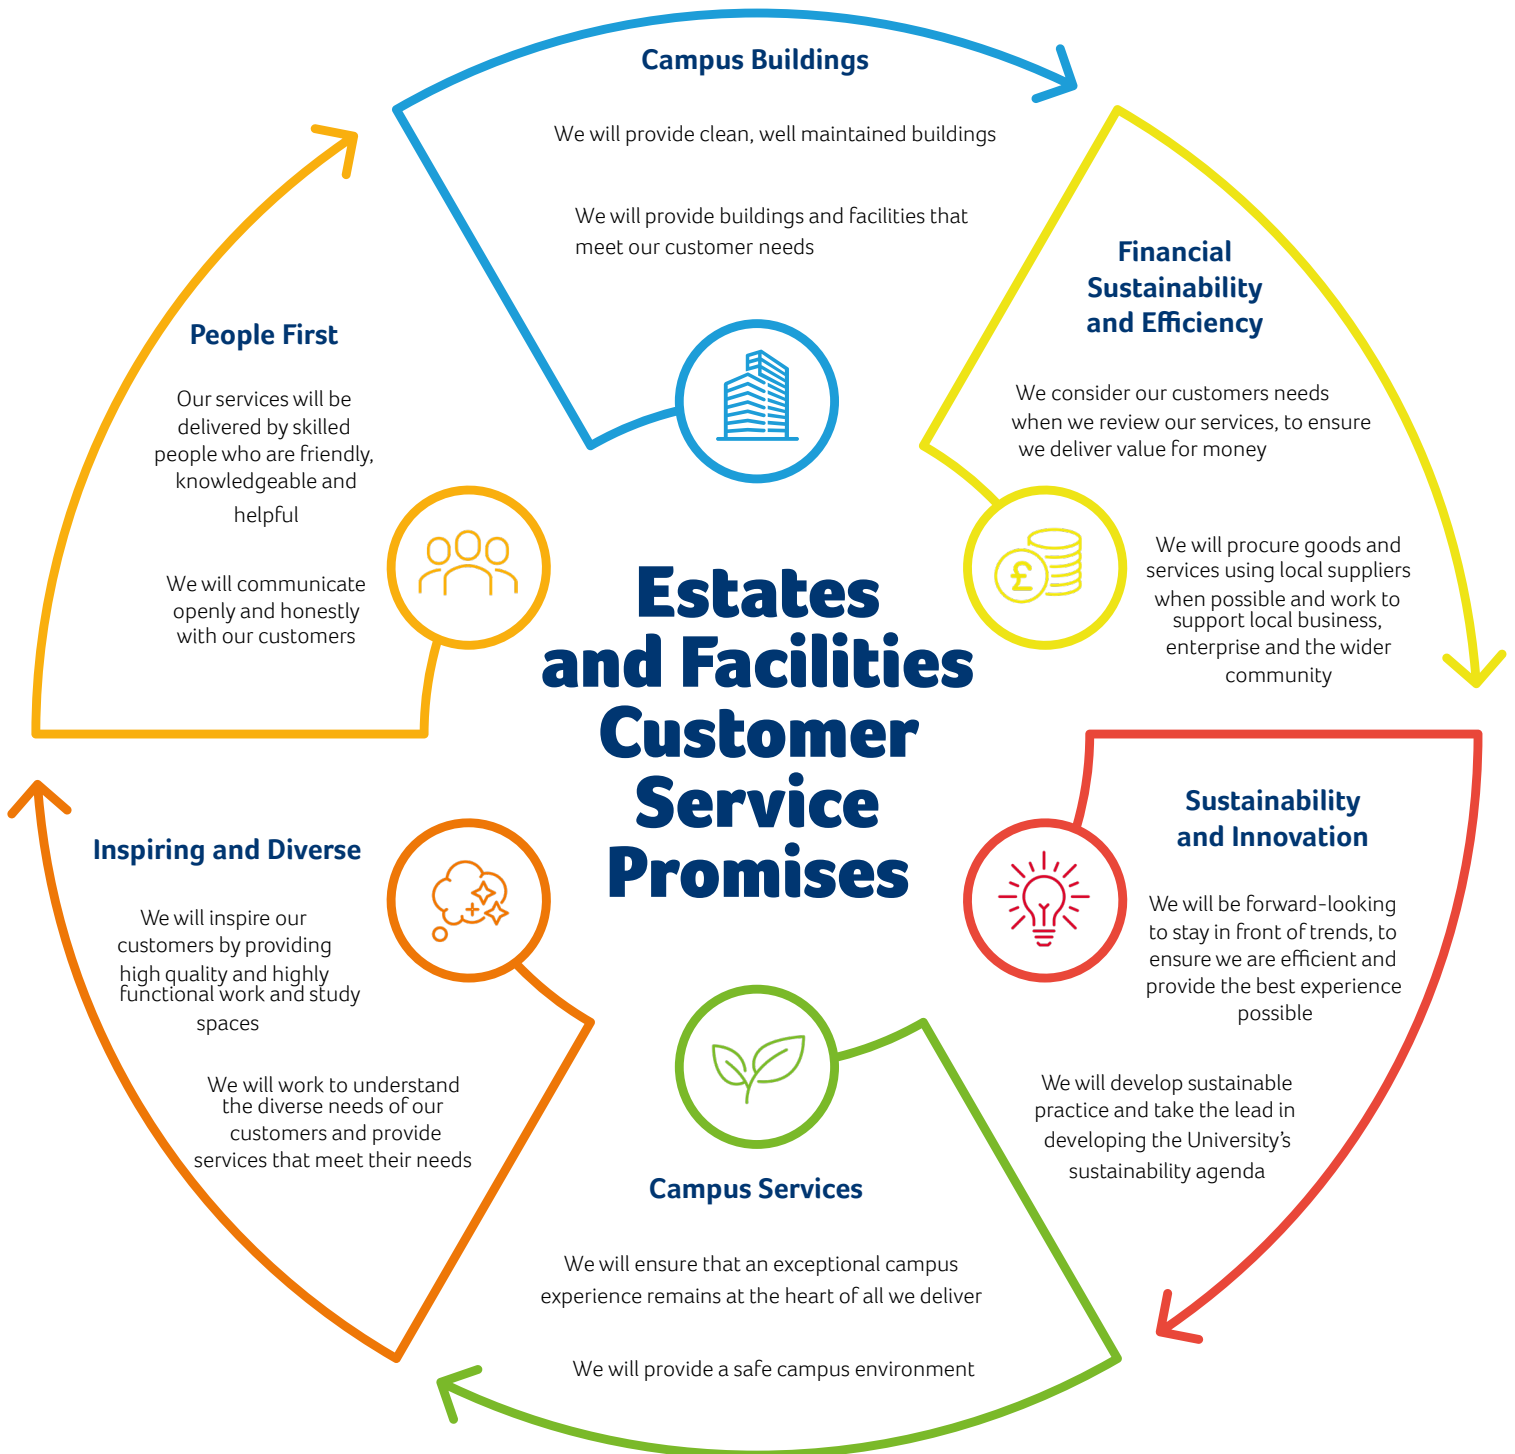 Campus Buildings
We will provide clean, well maintained buildings
We will provide buildings and facilities that
meet our customer needs
Financial
Sustainability
and Efficiency
We consider our customers needs
when we review our services, to ensure
we deliver value for money
£
We will procure goods and
services using local suppliers
when possible and work to
support local business,
enterprise and the wider
community
Sustainability
and Innovation
We will be forward-looking
to stay in front of trends, to
ensure we are efficient and
provide the best experience
possible
We will develop sustainable
practice and take the lead in
developing the University’s
sustainability agenda
Campus Services
We will ensure that an exceptional campus
experience remains at the heart of all we deliver
We will provide a safe campus environment
Inspiring and Diverse
We will inspire our
customers by providing
high quality and highly
functional work and study
spaces
We will work to understand
the diverse needs of our
customers and provide
services that meet their needs
People First
Our services will be
delivered by skilled
people who are friendly,
knowledgeable and
helpful
We will communicate
openly and honestly
with our customers
Estates
and Facilities
Customer
Service
Promises